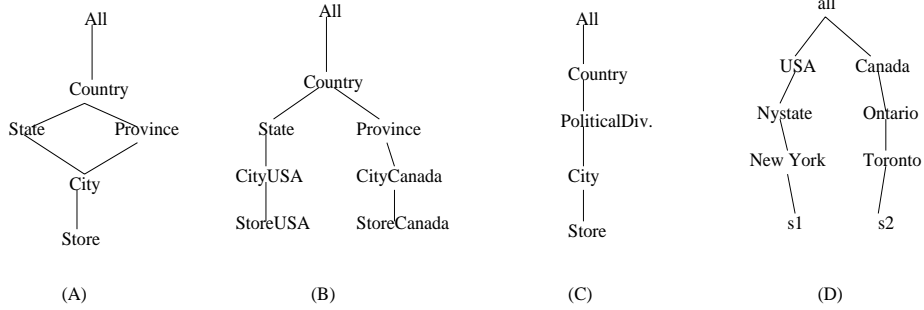 All
Country
State
Province
City
Store
(A)
All
Country
State
Province
CityUSA
CityCanada
StoreUSA
StoreCanada
(B)
All
Country
PoliticalDiv.
City
Store
(C)
all
USA
Canada
Nystate
Ontario
New York
Toronto
s1
s2
(D)